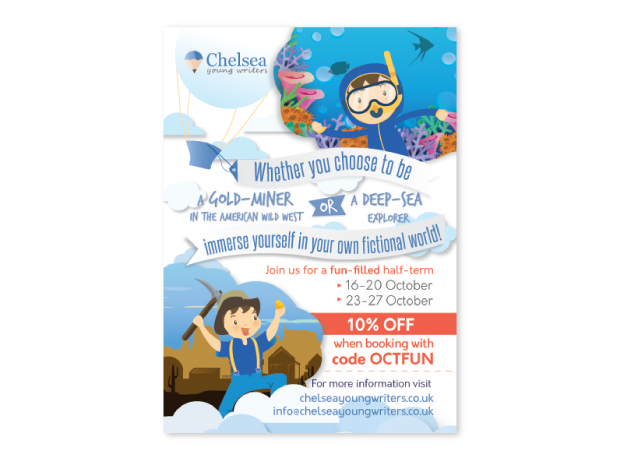 Chelsea
young writers
Whether you choose to be
A GOLD-MINER
IN THE AMERICAN WILD WEST
OR
A DEEP-SEA
EXPLORER
immerse yourself in your own fictional world!
Join us for a fun-filled half-term
16-20 October
23-27 October
10% OFF
when booking with
code OCTFUN
For more information visit
chelseayoungwriters.co.uk
info@chelseayoungwriters.co.uk